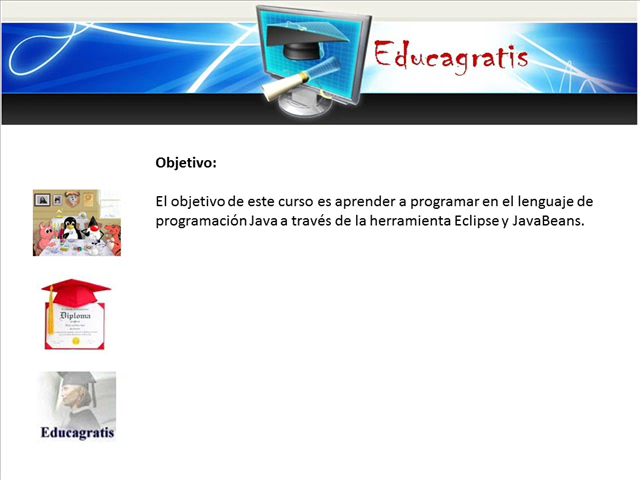 Educagratis
Objetivo:
El objetivo de este curso es aprender a programar en el lenguaje de
programación Java a través de la herramienta Eclipse y JavaBeans.
Diploma
Educagratis